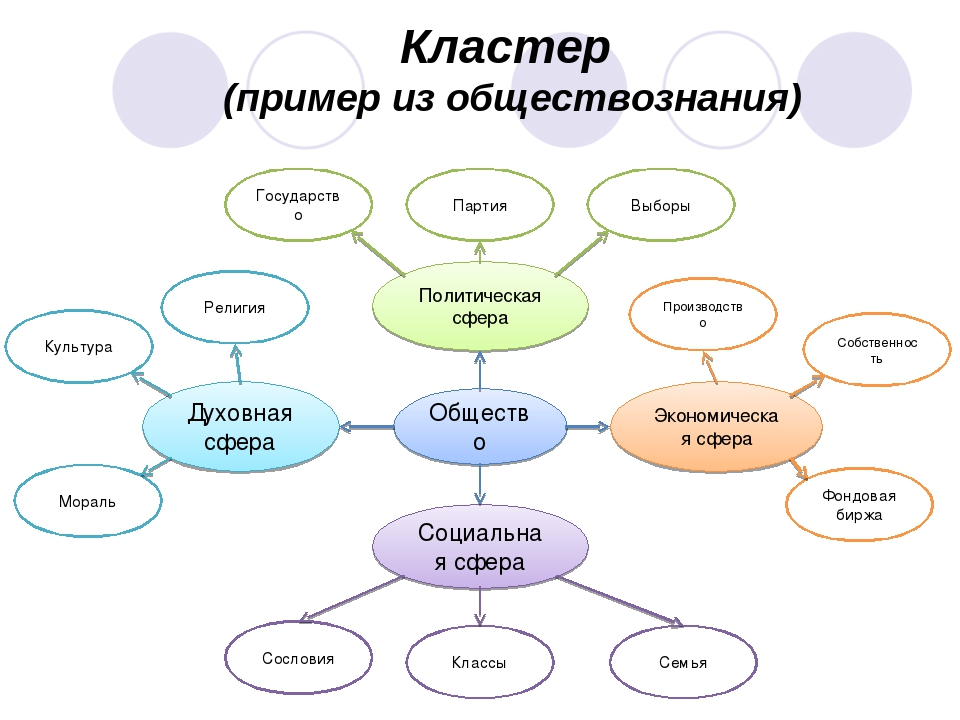 Кластер
(пример из обществознания)
Государств
о
Партия
Выборы
Политическая
сфера
Религия
Культура
Производств
о
Собственнос
ть
Духовная
сфера
Обществ
о
Экономическа
я сфера
Мораль
Фондовая
биржа
Социальна
я сфера
Сословия
Классы
Семья